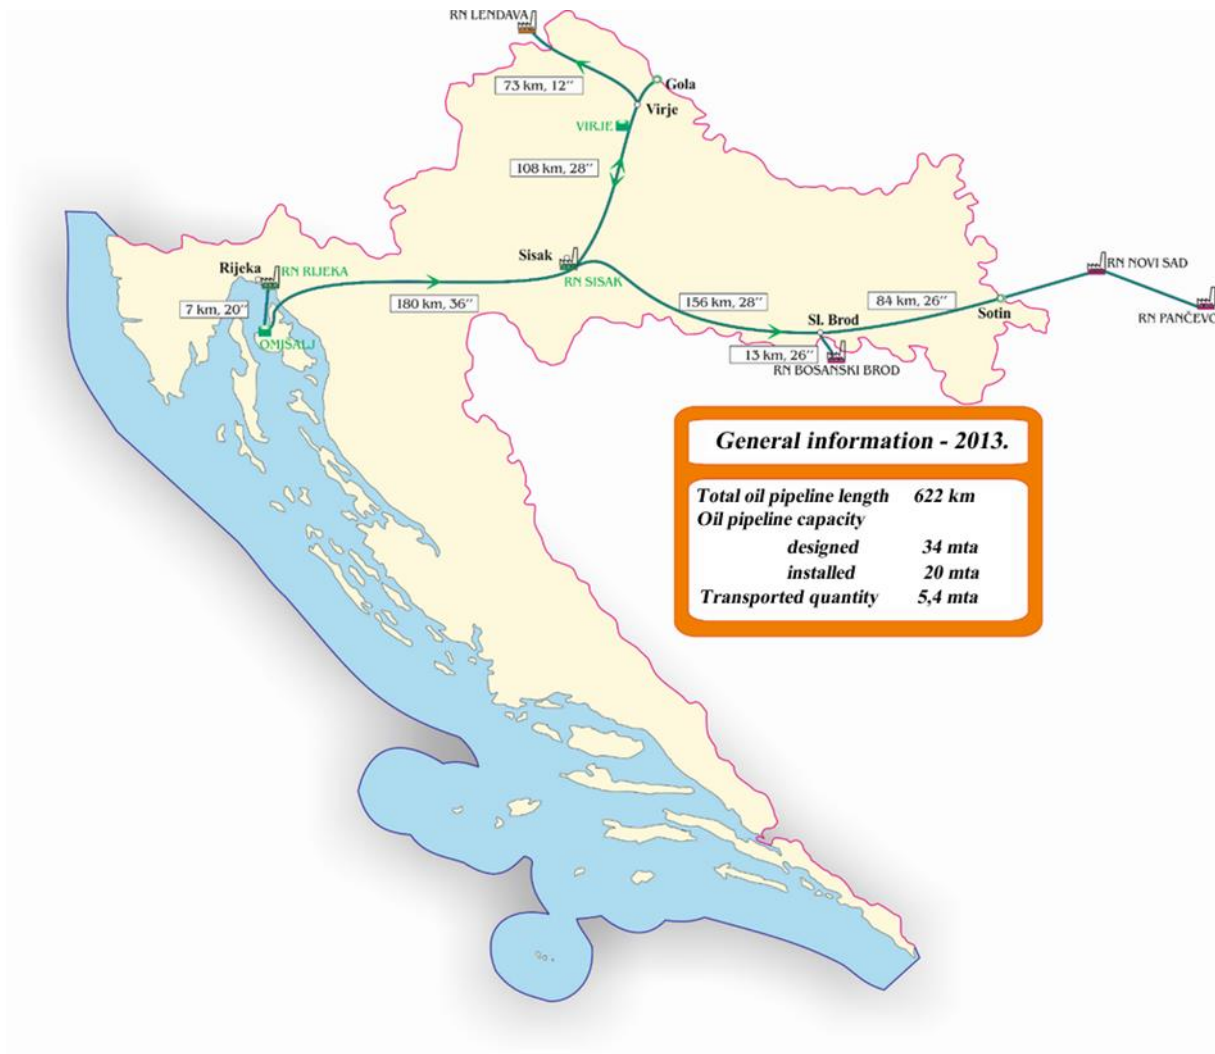 RN LENDAVA
73 km, 12’’
Gola
Virje
VIRJE
108 km, 28’’
Sisak
RN SISAK
Rijeka
RN RIJEKA
7 km, 20’’
OMIŠALJ
180 km, 36’’
156 km, 28’’
84 km, 26’’
RN NOVI SAD
RN PANČEVO
Sotin
Sl. Brod
13 km, 26’’
RN BOSANSKI BROD
General information - 2013.
Total oil pipeline length 622 km
Oil pipeline capacity
designed 34 mta
installed 20 mta
Transported quantity 5,4 mta